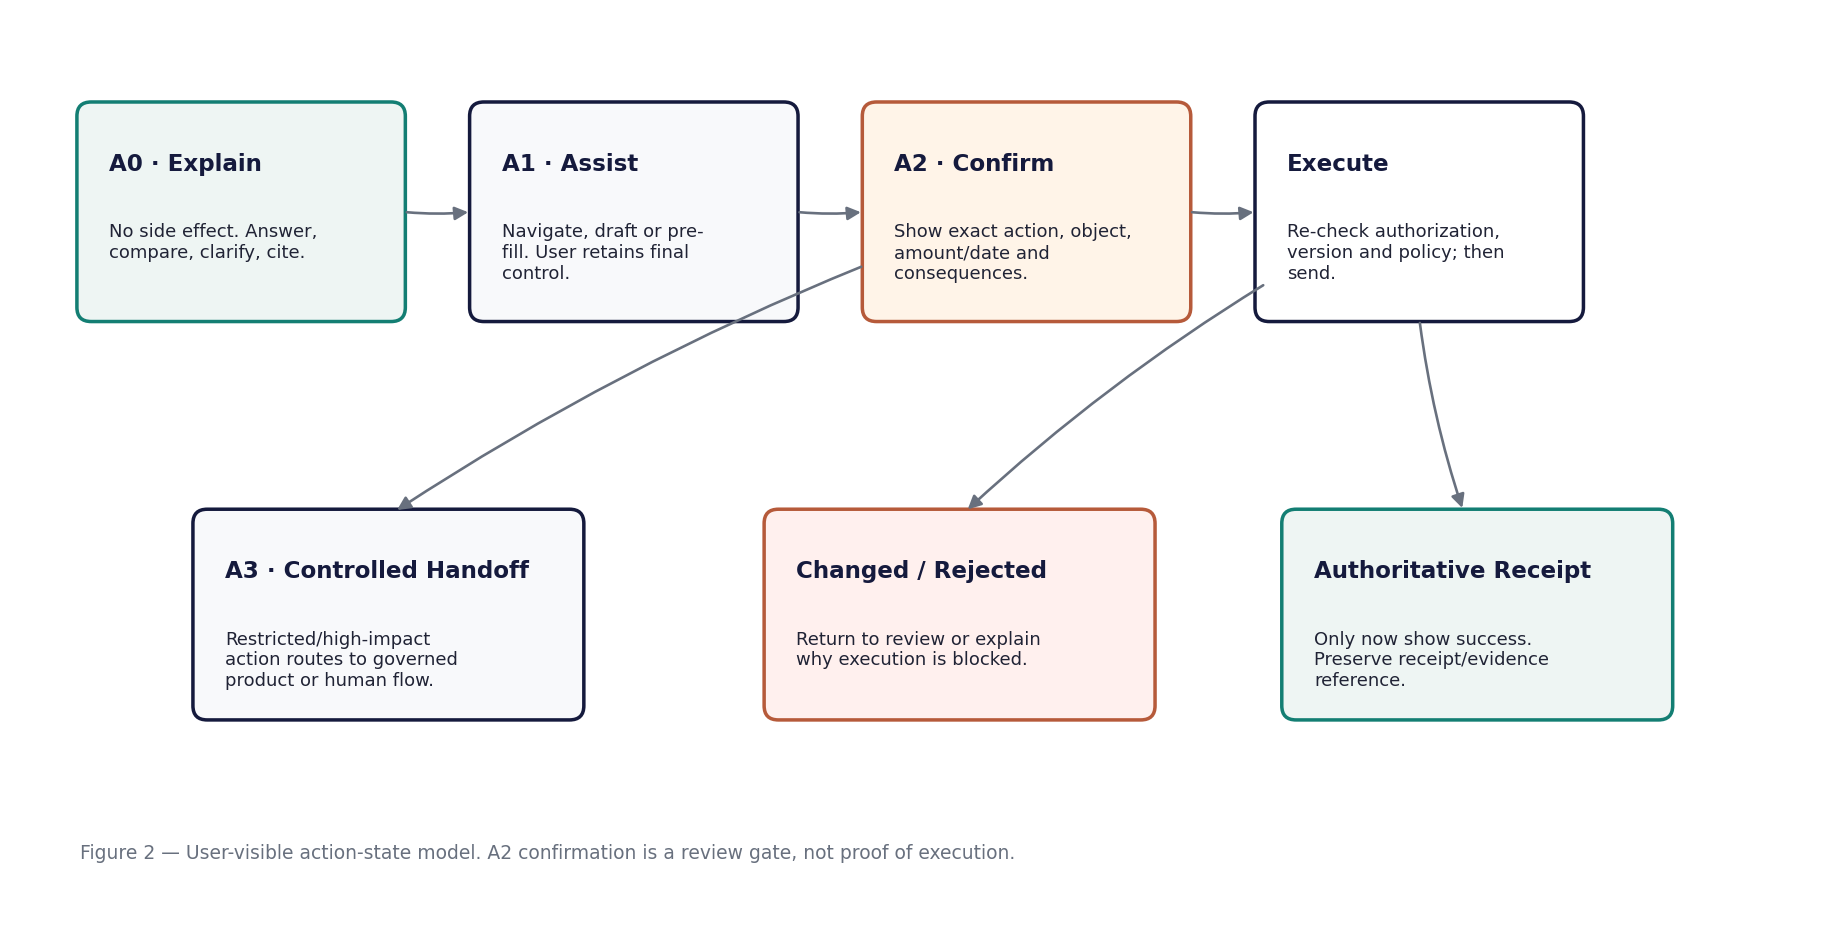 A0 · Explain
No side effect. Answer,
compare, clarify, cite.
A1 · Assist
Navigate, draft or pre-
fill. User retains final
control.
A2 · Confirm
Show exact action, object,
amount/date and
consequences.
Execute
Re-check authorization,
version and policy; then
send.
A3 · Controlled Handoff
Restricted/high-impact
action routes to governed
product or human flow.
Changed / Rejected
Return to review or explain
why execution is blocked.
Authoritative Receipt
Only now show success.
Preserve receipt/evidence
reference.
Figure 2 — User-visible action-state model. A2 confirmation is a review gate, not proof of execution.